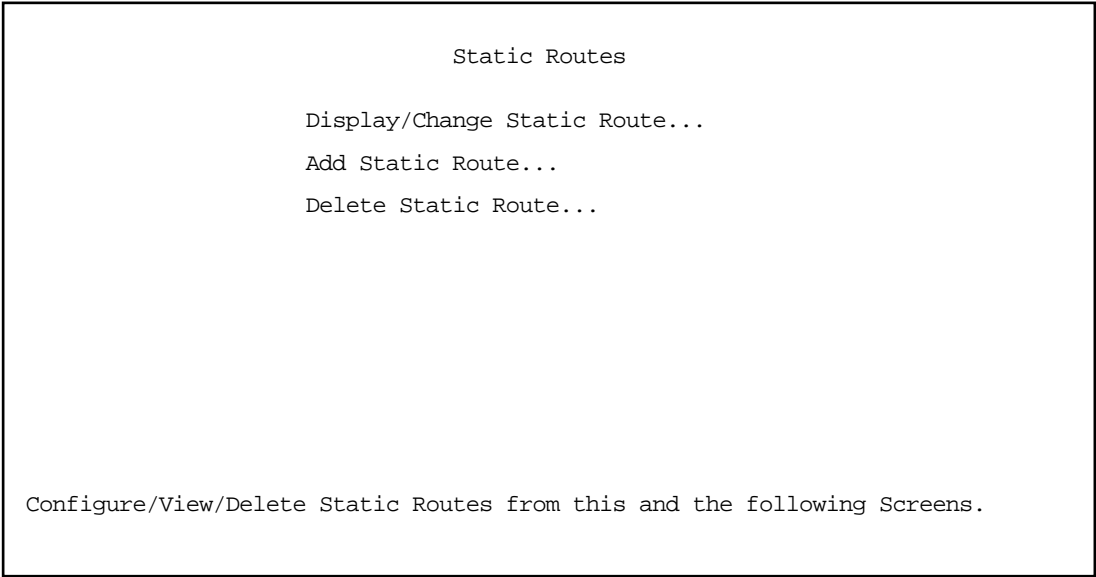 Static Routes
Display/Change Static Route...
Add Static Route...
Delete Static Route...
Configure/View/Delete Static Routes from this and the following Screens.